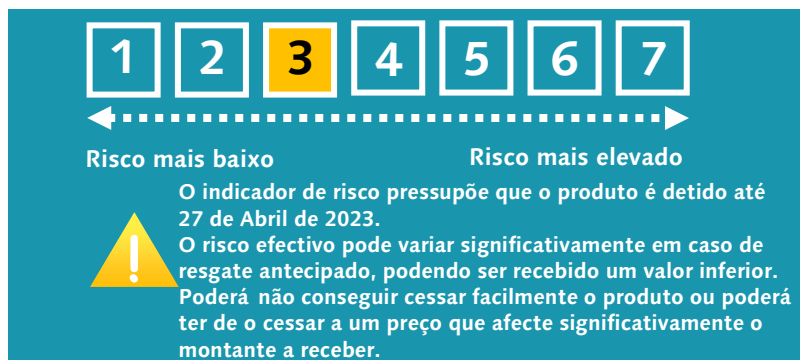 1 2 3 4 5 6 7
Risco mais baixo Risco mais elevado
O indicador de risco pressupõe que o produto é detido até
27 de Abril de 2023.
O risco efectivo pode variar significativamente em caso de
resgate antecipado, podendo ser recebido um valor inferior.
Poderá não conseguir cessar facilmente o produto ou poderá
ter de o cessar a um preço que afecte significativamente o
montante a receber.